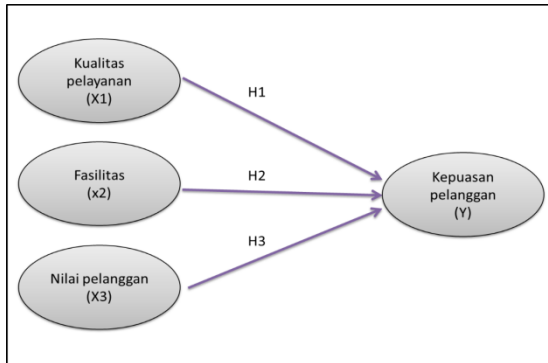 Kualitas
pelayanan
(X1)
H1
Fasilitas
(x2)
H2
Kepuasan
pelanggan
(Y)
H3
Nilai pelanggan
(X3)